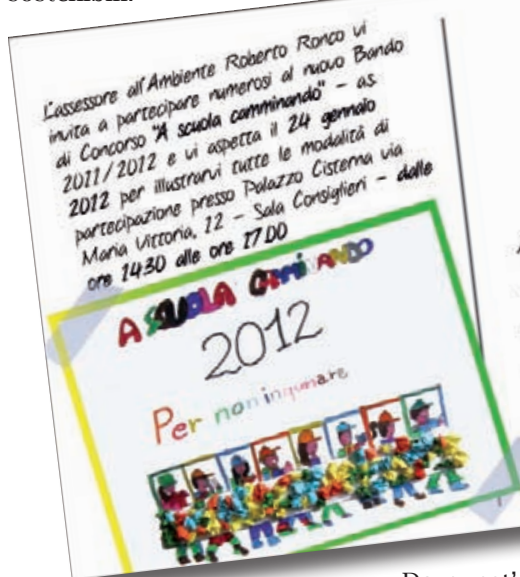 L'assessore all'Ambiente Roberto Ronco vi
invita a partecipare numerosi al nuovo Bando
di Concorso "A scuola camminando" - as
2011/2012 e vi aspetta il 24 gennaio
2012 per illustrarvi tutte le modalità di
partecipazione presso Palazzo Cisterna via
Maria Vittoria, 12 - Sala Consiglieri - dalle
ore 14.30 alle ore 17.00
A SCUOLA CAMMINANDO
2012
Per non inquinare